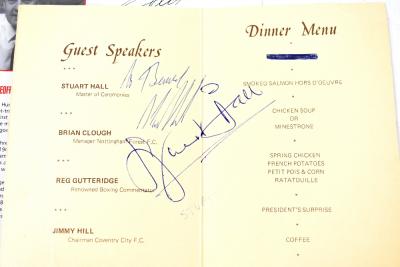 Guest Speakers
STUART HALL
Master of Ceremonies
BRIAN CLOUGH
Manager Nottingham Forest F.C.
REG GUTTERIDGE
Renowned Boxing Commentator
JIMMY HILL
Chairman Coventry City F.C.
Stuart Hall
Dinner Menu
SMOKED SALMON HORS D'OEUVRE
CHICKEN SOUP
OR
MINESTRONE
SPRING CHICKEN
FRENCH POTATOES
PETIT POIS & CORN
RATATOUILLE
PRESIDENT'S SURPRISE
COFFEE